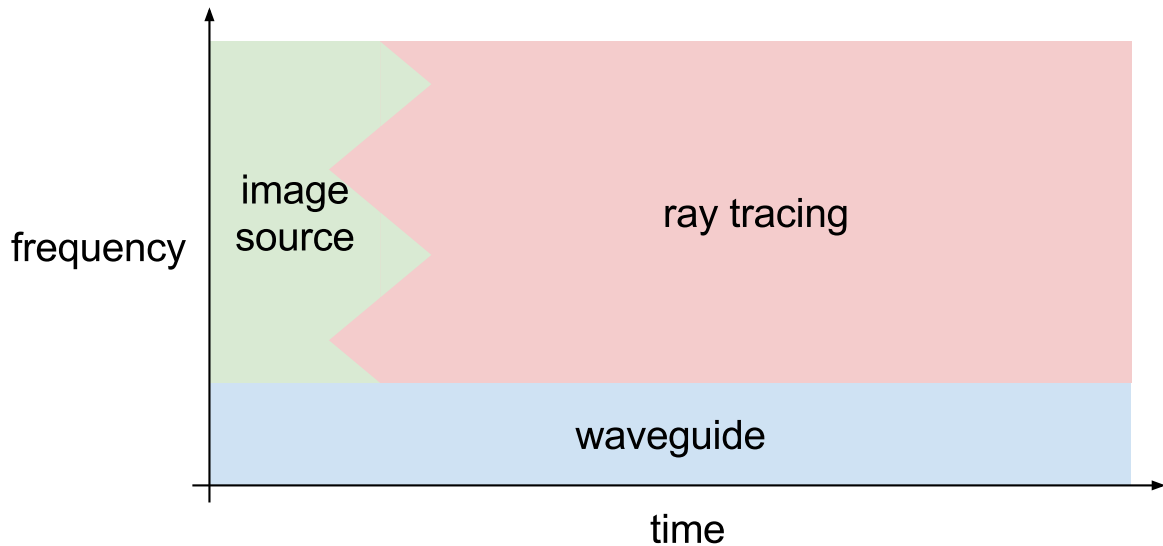 image
source
ray tracing
frequency
waveguide
time